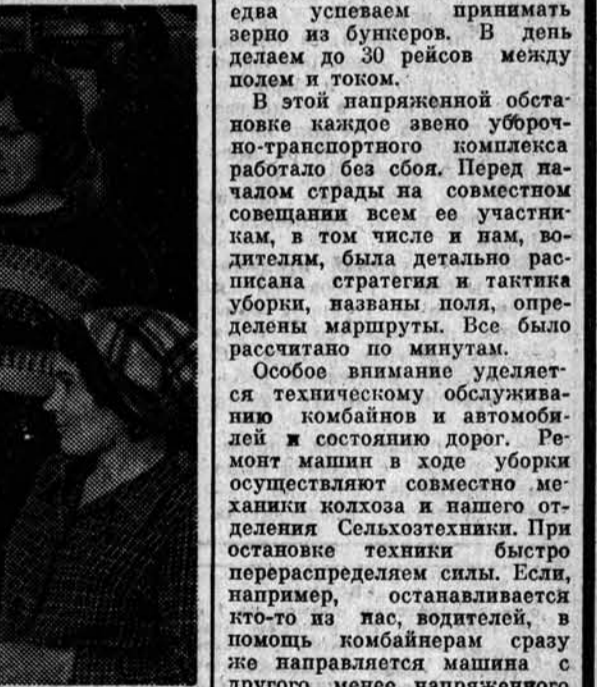 едва успеваем принимать
зерно из бункеров. В день
делаем до 30 рейсов между
полем и током.
В этой напряженной обста-
новке каждое звено убороч-
но-транспортного комплекса
работало без сбоя. Перед на-
чалом страды на совместном
совещании всем ее участни-
кам, в том числе и нам, во-
дителям, была детально рас-
писана стратегия и тактика
уборки, названы поля, опре-
делены маршруты. Все было
рассчитано по минутам.
Особое внимание уделяет-
ся техническому обслужива-
нию комбайнов и автомоби-
лей и состоянию дорог. Ре-
монт машин в ходе уборки
осуществляют совместно ме-
ханики колхоза и нашего от-
деления Сельхозтехники. При
остановке техники быстро
перераспределяем силы. Если,
например, останавливается
кто-то из нас, водителей, в
помощь комбайнерам сразу
же направляется машина с
другого, менее напряженного